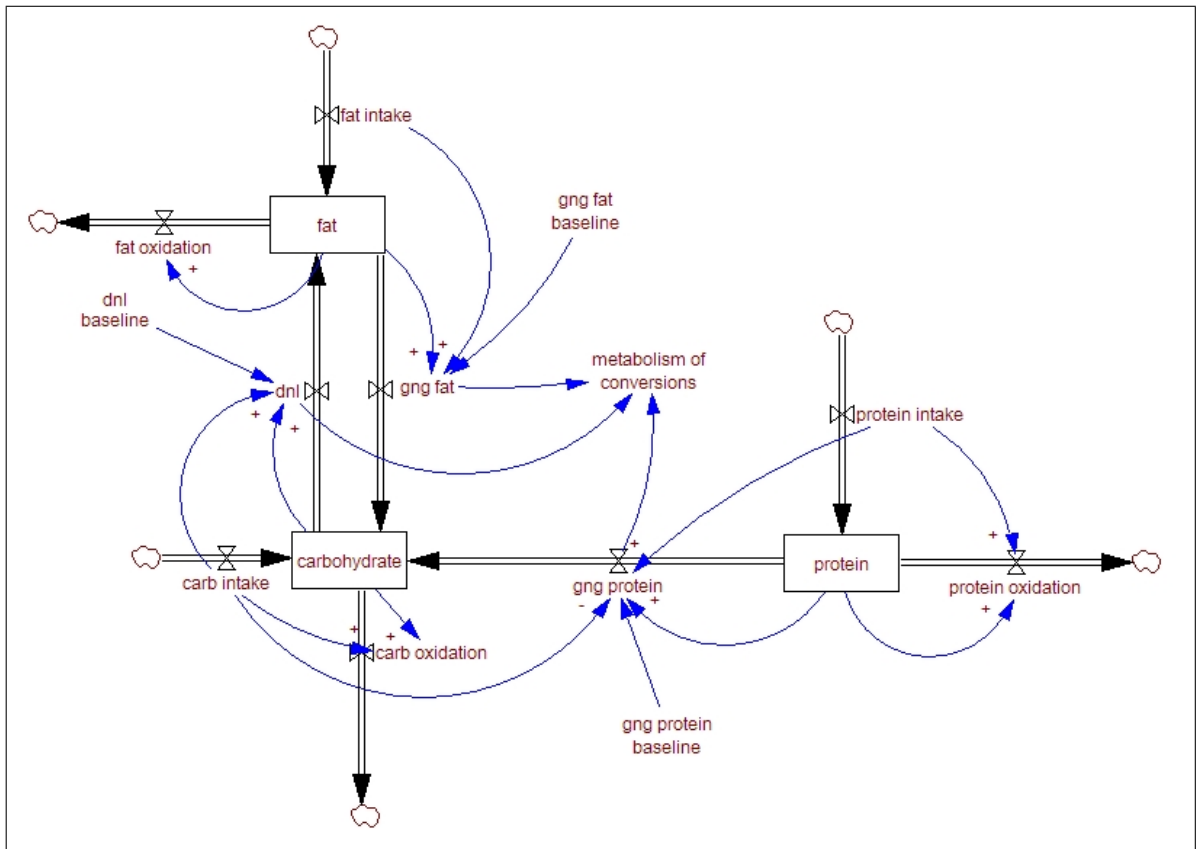 fat intake
gng fat
baseline
fat
fat oxidation
+
dnl
baseline
+
+
metabolism of
conversions
gng fat
dnl
+
+
protein intake
+
+
carbohydrate
protein
carb intake
gng protein
protein oxidation
-
+
+
+
+
carb oxidation
gng protein
baseline